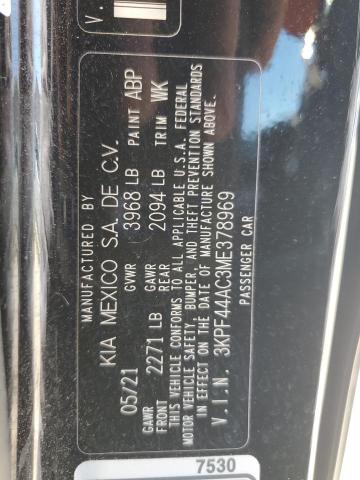 MANUFACTURED BY
KIA MEXICO S.A. DE C.V.
05/21 GVWR 3968 LB PAINT ABP
GAWR FRONT 2271 LB GAWR REAR 2094 LB TRIM WK
THIS VEHICLE CONFORMS TO ALL APPLICABLE U.S.A. FEDERAL
MOTOR VEHICLE SAFETY, BUMPER, AND THEFT PREVENTION STANDARDS
IN EFFECT ON THE DATE OF MANUFACTURE SHOWN ABOVE.
V.I.N. 3KPF44AC3ME378969
PASSENGER CAR
7530
V.